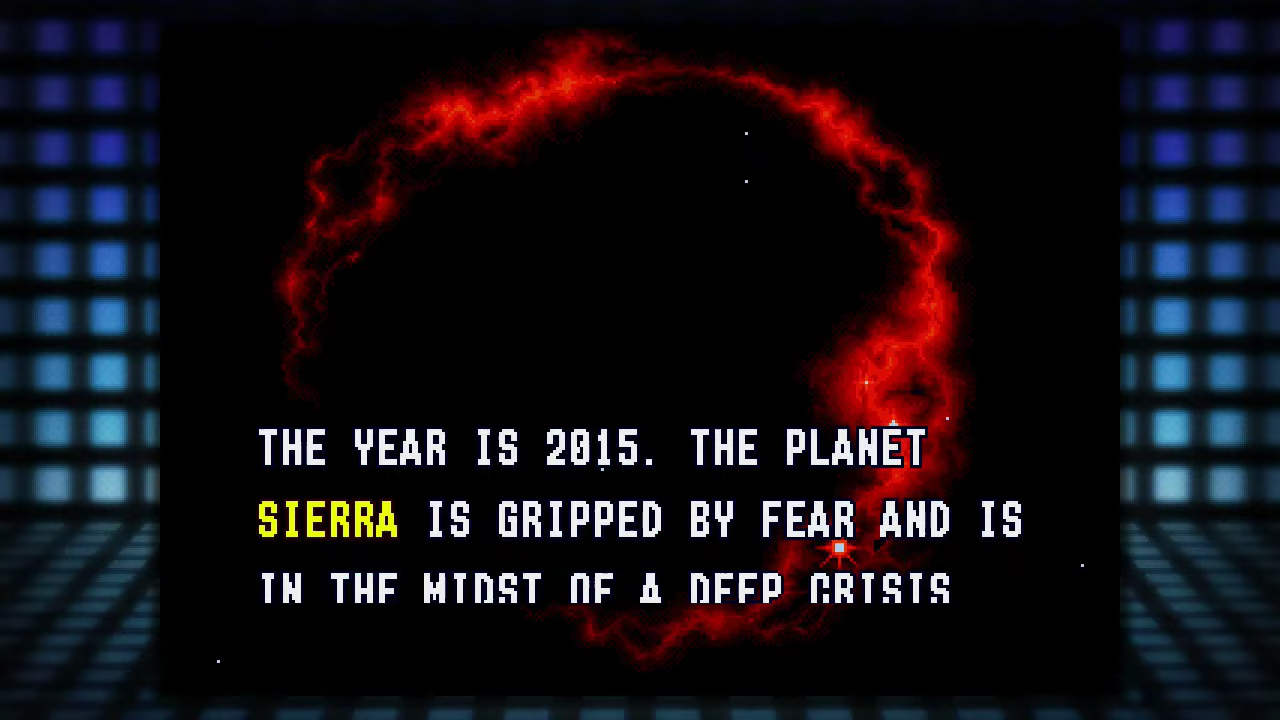 THE YEAR IS 2015. THE PLANET
SIERRA IS GRIPPED BY FEAR AND IS
IN THE MIDST OF A DEEP CRISIS